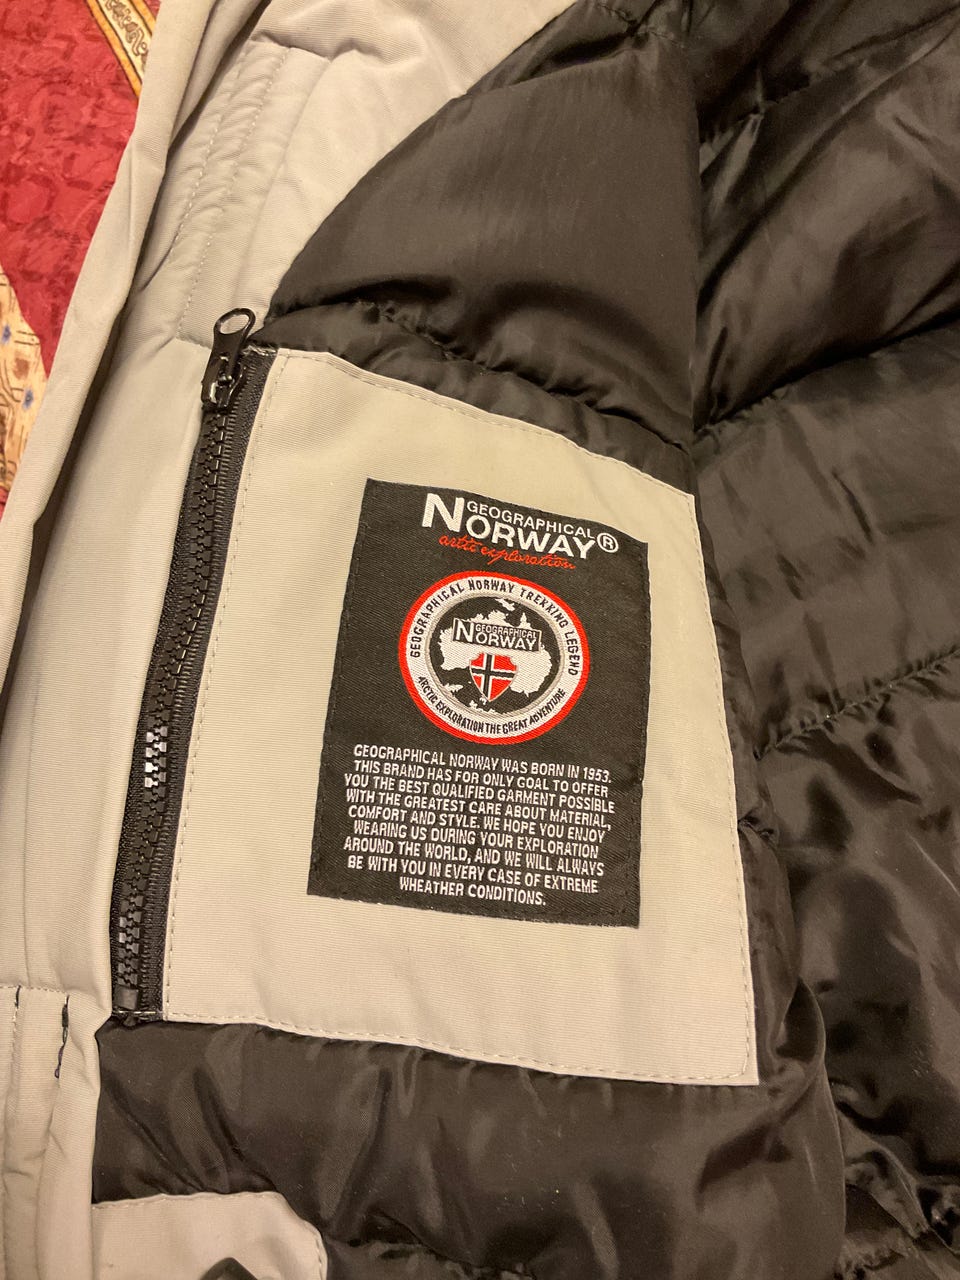 GEOGRAPHICAL
NORWAY®
artic exploration
GEOGRAPHICAL NORWAY TREKKING LEGEND
GEOGRAPHICAL
NORWAY
ARCTIC EXPLORATION THE GREAT ADVENTURE
GEOGRAPHICAL NORWAY WAS BORN IN 1953.
THIS BRAND HAS FOR ONLY GOAL TO OFFER
YOU THE BEST QUALIFIED GARMENT POSSIBLE
WITH THE GREATEST CARE ABOUT MATERIAL,
COMFORT AND STYLE. WE HOPE YOU ENJOY
WEARING US DURING YOUR EXPLORATION
AROUND THE WORLD, AND WE WILL ALWAYS
BE WITH YOU IN EVERY CASE OF EXTREME
WHEATHER CONDITIONS.